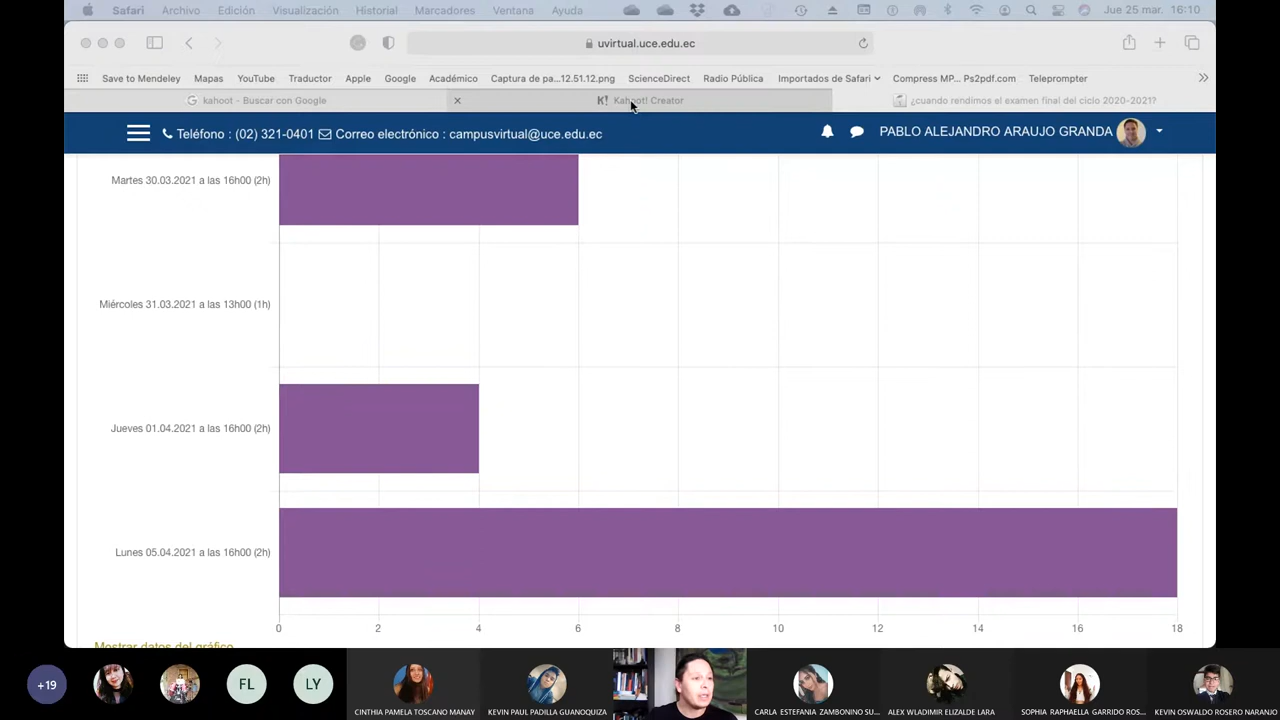 Safari Archivo Edición Visualización Historial Marcadores Ventana Ayuda Jue 25 mar. 16:10
uvirtual.uce.edu.ec
Save to Mendeley Mapas YouTube Traductor Apple Google Académico Captura de pa...12.51.12.png ScienceDirect Radio Pública Importados de Safari Compress MP... Ps2pdf.com Teleprompter
kahoot - Buscar con Google Kahoot! Creator ¿cuando rendimos el examen final del ciclo 2020-2021?
Teléfono : (02) 321-0401 Correo electrónico : campusvirtual@uce.edu.ec PABLO ALEJANDRO ARAUJO GRANDA
Martes 30.03.2021 a las 16h00 (2h)
Miércoles 31.03.2021 a las 13h00 (1h)
Jueves 01.04.2021 a las 16h00 (2h)
Lunes 05.04.2021 a las 16h00 (2h)
0 2 4 6 8 10 12 14 16 18
Mostrar datos del gráfico
+19 FL LY
CINTHIA PAMELA TOSCANO MANAY KEVIN PAUL PADILLA GUANOQUIZA CARLA ESTEFANIA ZAMBONINO SU... ALEX WLADIMIR ELIZALDE LARA SOPHIA RAPHAELLA GARRIDO ROS... KEVIN OSWALDO ROSERO NARANJO